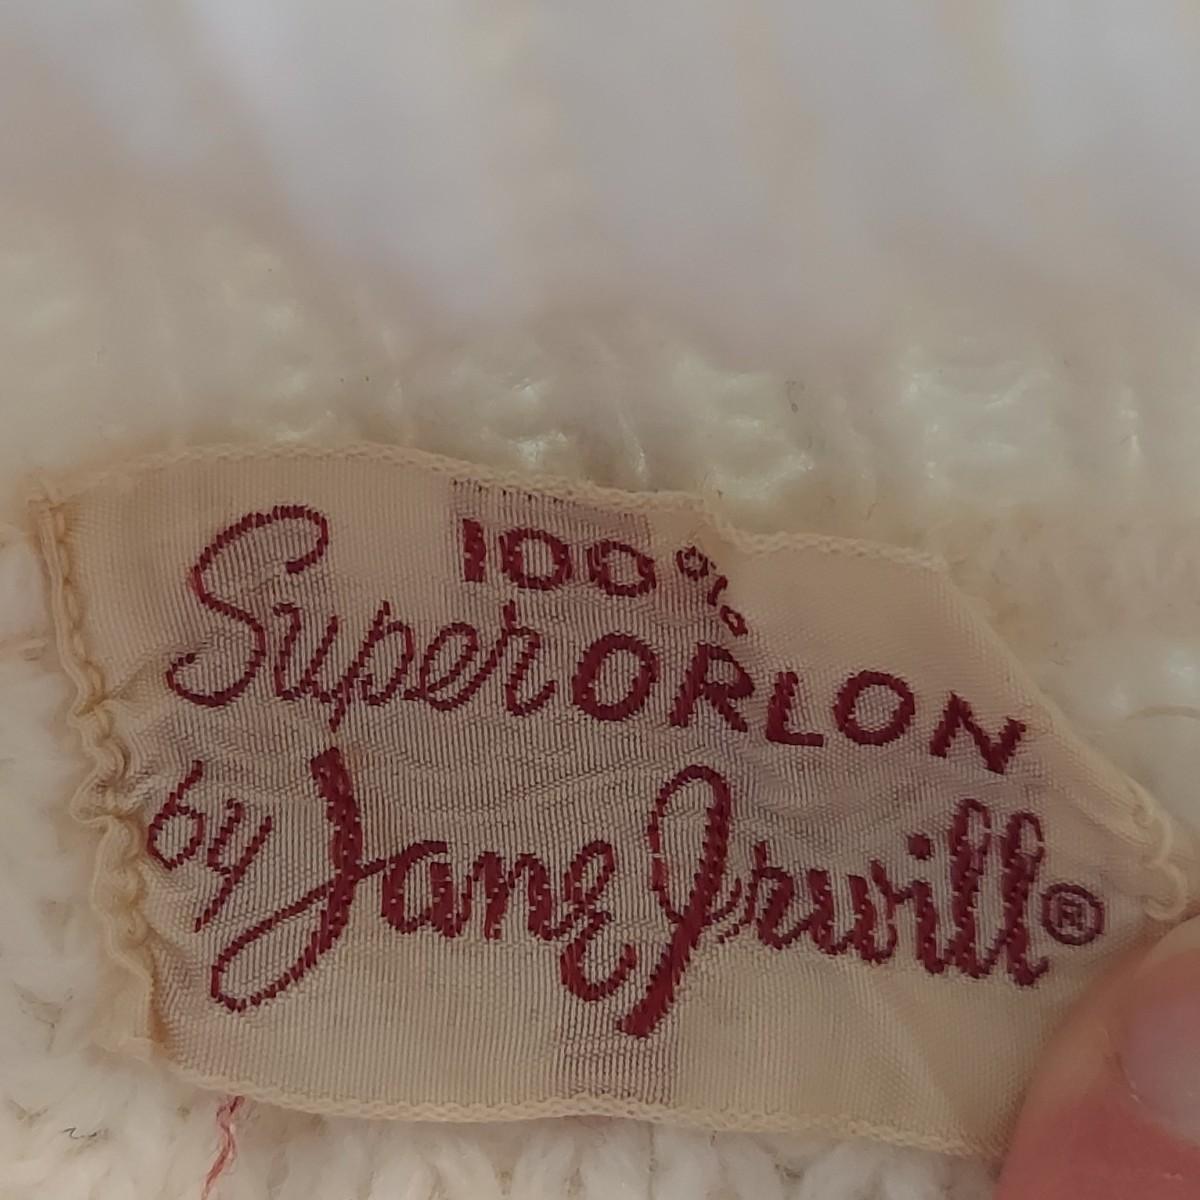 100%
Super ORLON
by Jane Irwill®